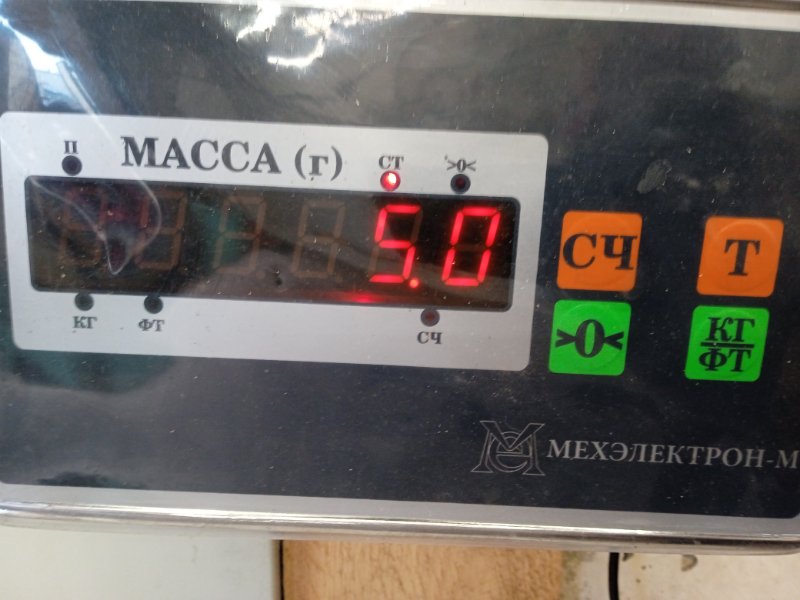 П МАССА (г) СТ >0<
5.0
КГ ФТ СЧ
СЧ Т
>0< КГ
ФТ
МЕХЭЛЕКТРОН-М